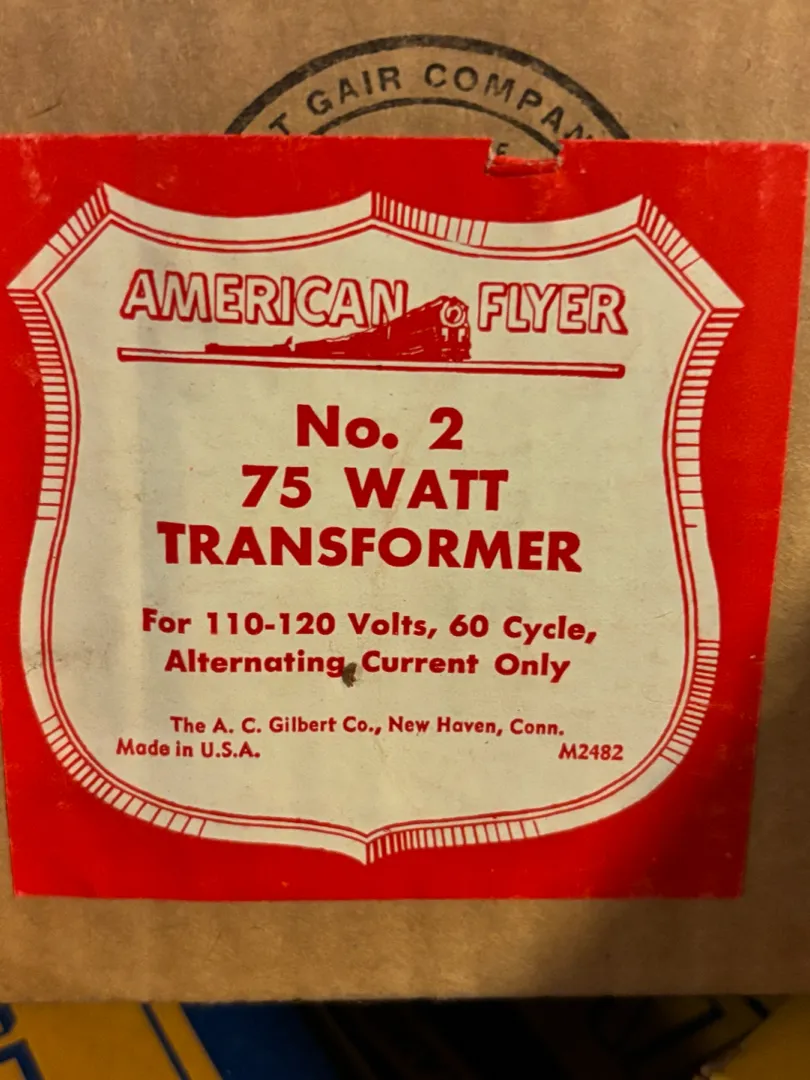 GAIR COMPAN
AMERICAN FLYER
No. 2
75 WATT
TRANSFORMER
For 110-120 Volts, 60 Cycle,
Alternating Current Only
The A. C. Gilbert Co., New Haven, Conn.
Made in U.S.A. M2482